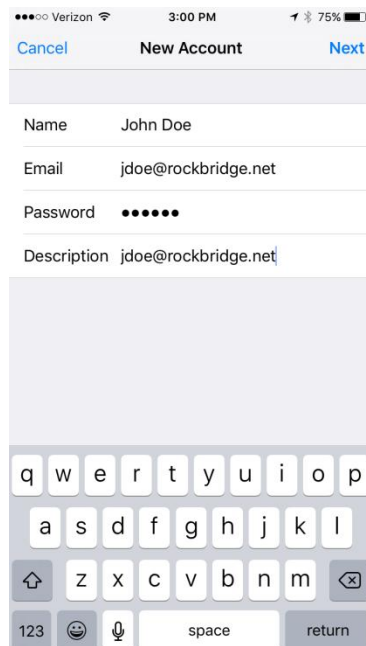 Verizon 3:00 PM 75%
Cancel New Account Next
Name John Doe
Email jdoe@rockbridge.net
Password ●●●●●●
Description jdoe@rockbridge.net
q w e r t y u i o p
a s d f g h j k l
z x c v b n m
123 space return